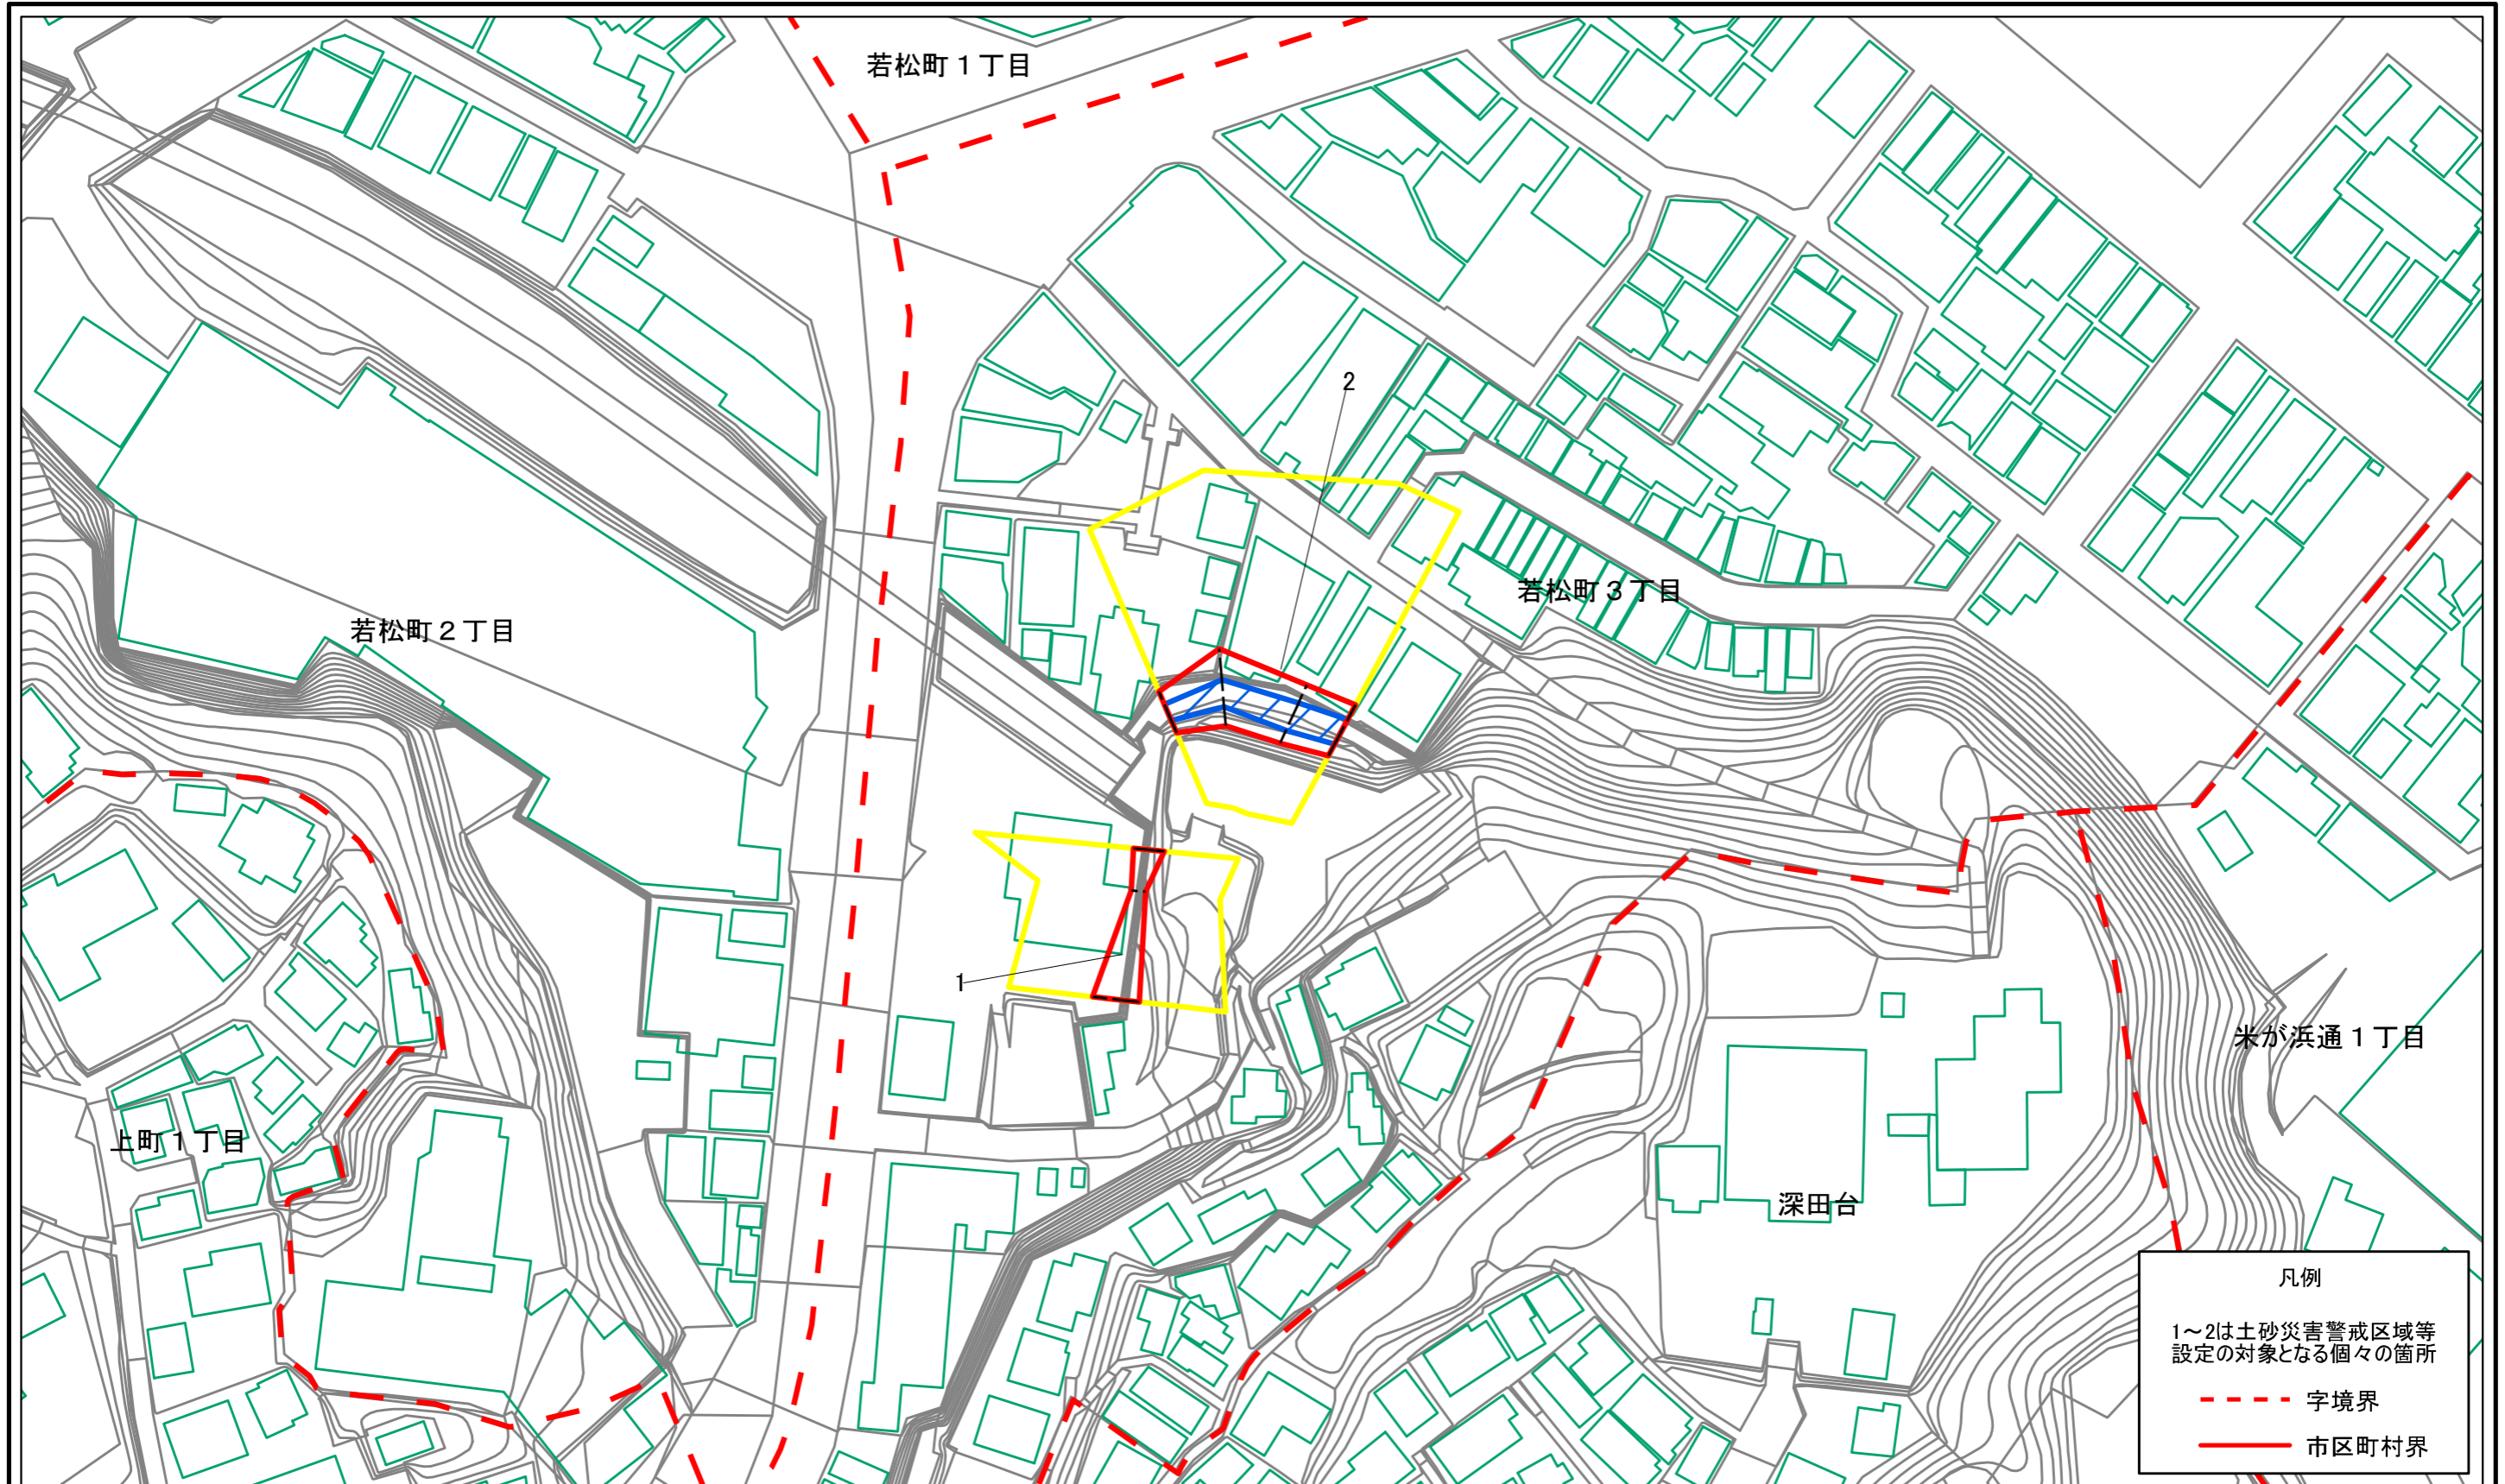 若松町１丁目
2
若松町３丁目
若松町２丁目
1
米が浜通１丁目
上町１丁目
深田台
凡例
1～2は土砂災害警戒区域等
設定の対象となる個々の箇所
字境界
市区町村界